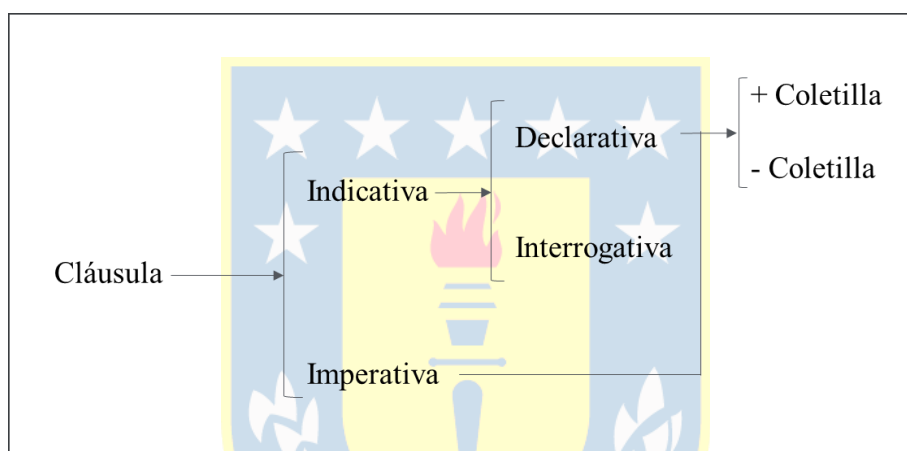 + Coletilla
Declarativa
- Coletilla
Indicativa
Interrogativa
Cláusula
Imperativa